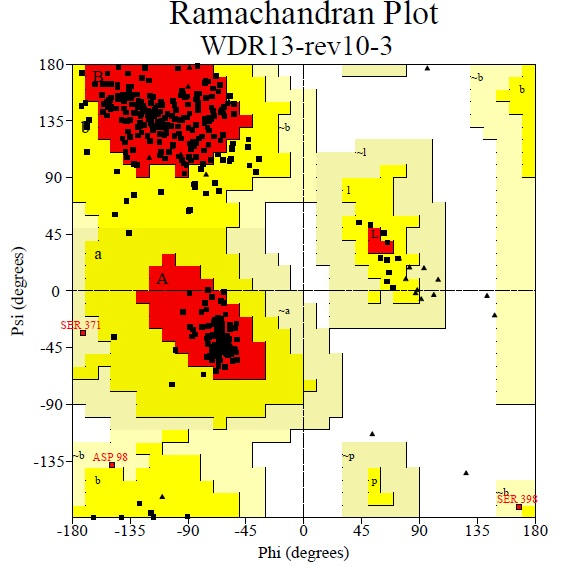 Ramachandran Plot
WDR13-rev10-3
180
B
~b
b
135
b
~b
~l
90
l
45
L
a
A
0
~a
SER 371
-45
-90
-135
~b
ASP 98
~p
b
p
~b
SER 398
-180 -135 -90 -45 0 45 90 135 180
Psi (degrees)
Phi (degrees)